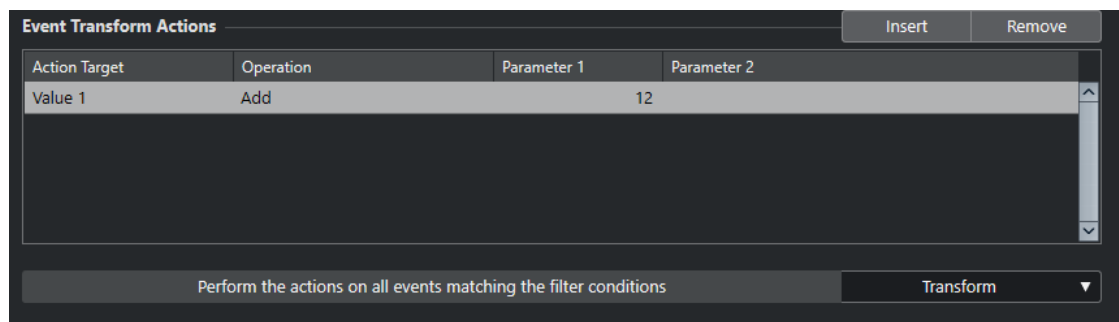 Event Transform Actions Insert Remove
Action Target Operation Parameter 1 Parameter 2
Value 1 Add 12
Perform the actions on all events matching the filter conditions Transform